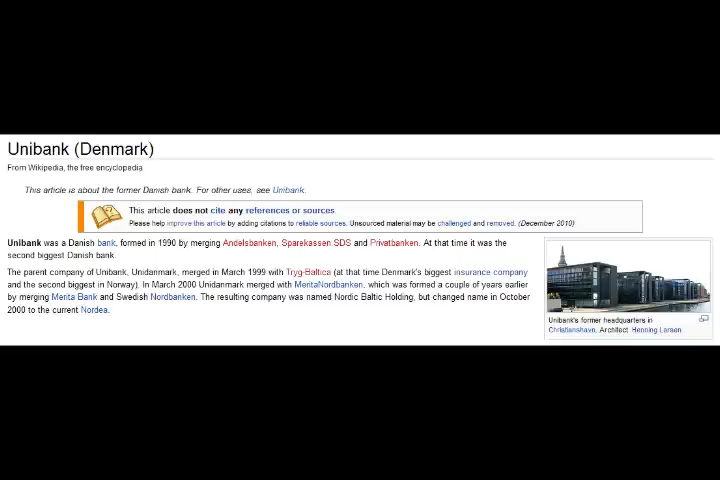 Unibank (Denmark)
From Wikipedia, the free encyclopedia
This article is about the former Danish bank. For other uses, see Unibank.
This article does not cite any references or sources.
Please help improve this article by adding citations to reliable sources. Unsourced material may be challenged and removed. (December 2010)
Unibank was a Danish bank, formed in 1990 by merging Andelsbanken, Sparekassen SDS and Privatbanken. At that time it was the
second biggest Danish bank.
The parent company of Unibank, Unidanmark, merged in March 1999 with Tryg-Baltica (at that time Denmark's biggest insurance company
and the second biggest in Norway). In March 2000 Unidanmark merged with MeritaNordbanken, which was formed a couple of years earlier
by merging Merita Bank and Swedish Nordbanken. The resulting company was named Nordic Baltic Holding, but changed name in October
2000 to the current Nordea.
Unibank's former headquarters in
Christianshavn, Architect: Henning Larsen